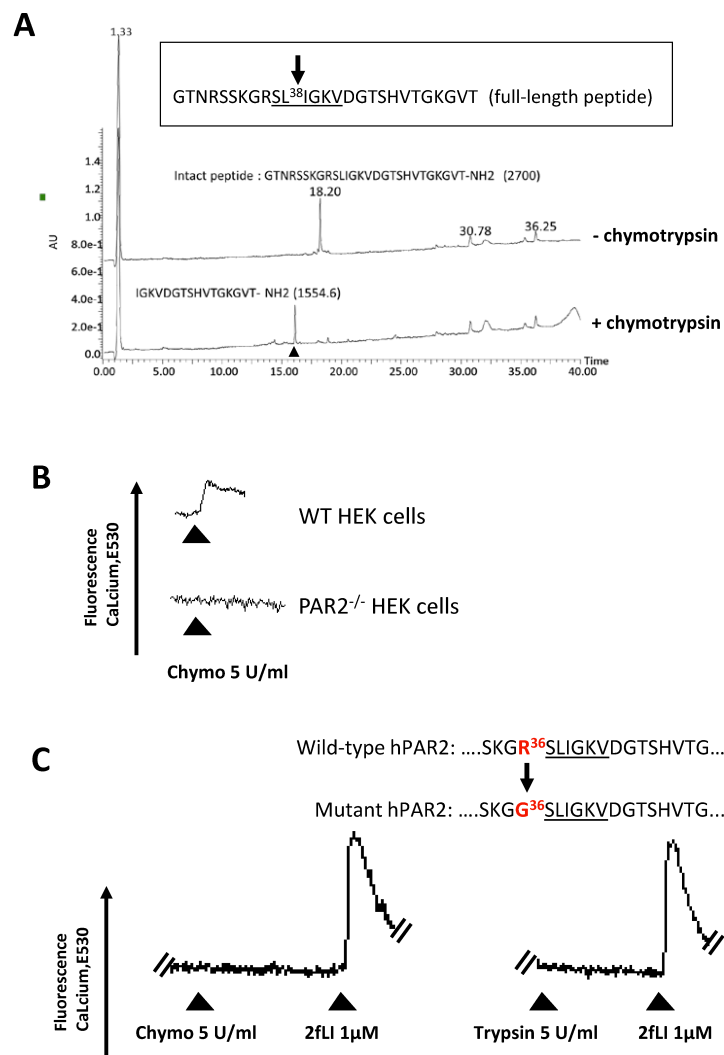 A
1.33
GTNRSSKGRSL³⁸IGKVDGTSHVTGKGVT (full-length peptide)
1.4
1.2
1.0
8.0e-1
6.0e-1
4.0e-1
2.0e-1
0.0
AU
Intact peptide : GTNRSSKGRSLIGKVDGTSHVTGKGVT-NH2 (2700)
18.20
30.78
36.25
- chymotrypsin
IGKVDGTSHVTGKGVT- NH2 (1554.6)
+ chymotrypsin
Time
0.00 5.00 10.00 15.00 20.00 25.00 30.00 35.00 40.00
B
Fluorescence
CaLcium,E530
WT HEK cells
PAR2⁻/⁻ HEK cells
Chymo 5 U/ml
C
Wild-type hPAR2: ....SKGR³⁶SLIGKVDGTSHVTG...
Mutant hPAR2: ....SKGG³⁶SLIGKVDGTSHVTG...
Fluorescence
CaLcium,E530
Chymo 5 U/ml 2fLI 1µM Trypsin 5 U/ml 2fLI 1µM